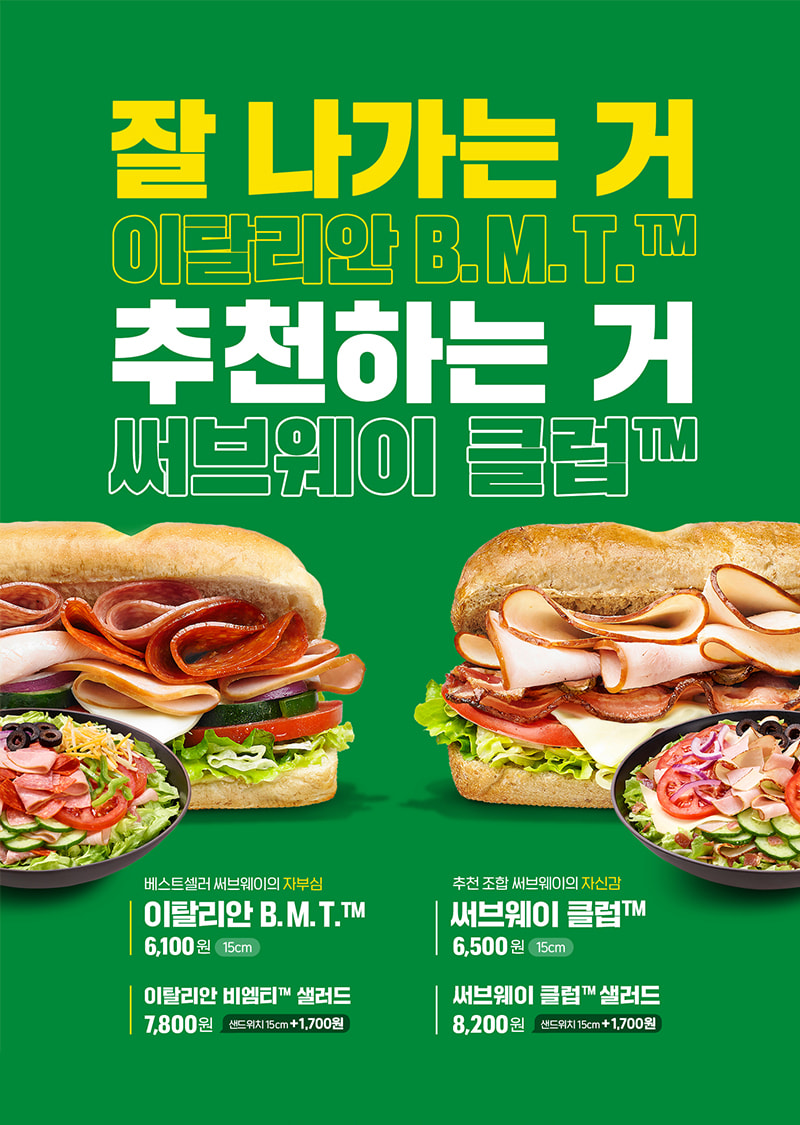 잘 나가는 거
이탈리안 B.M.T.™
추천하는 거
써브웨이 클럽™
베스트셀러 써브웨이의 자부심
이탈리안 B.M.T.™
6,100원 15cm
이탈리안 비엠티™ 샐러드
7,800원 샌드위치 15cm +1,700원
추천 조합 써브웨이의 자신감
써브웨이 클럽™
6,500원 15cm
써브웨이 클럽™ 샐러드
8,200원 샌드위치 15cm +1,700원